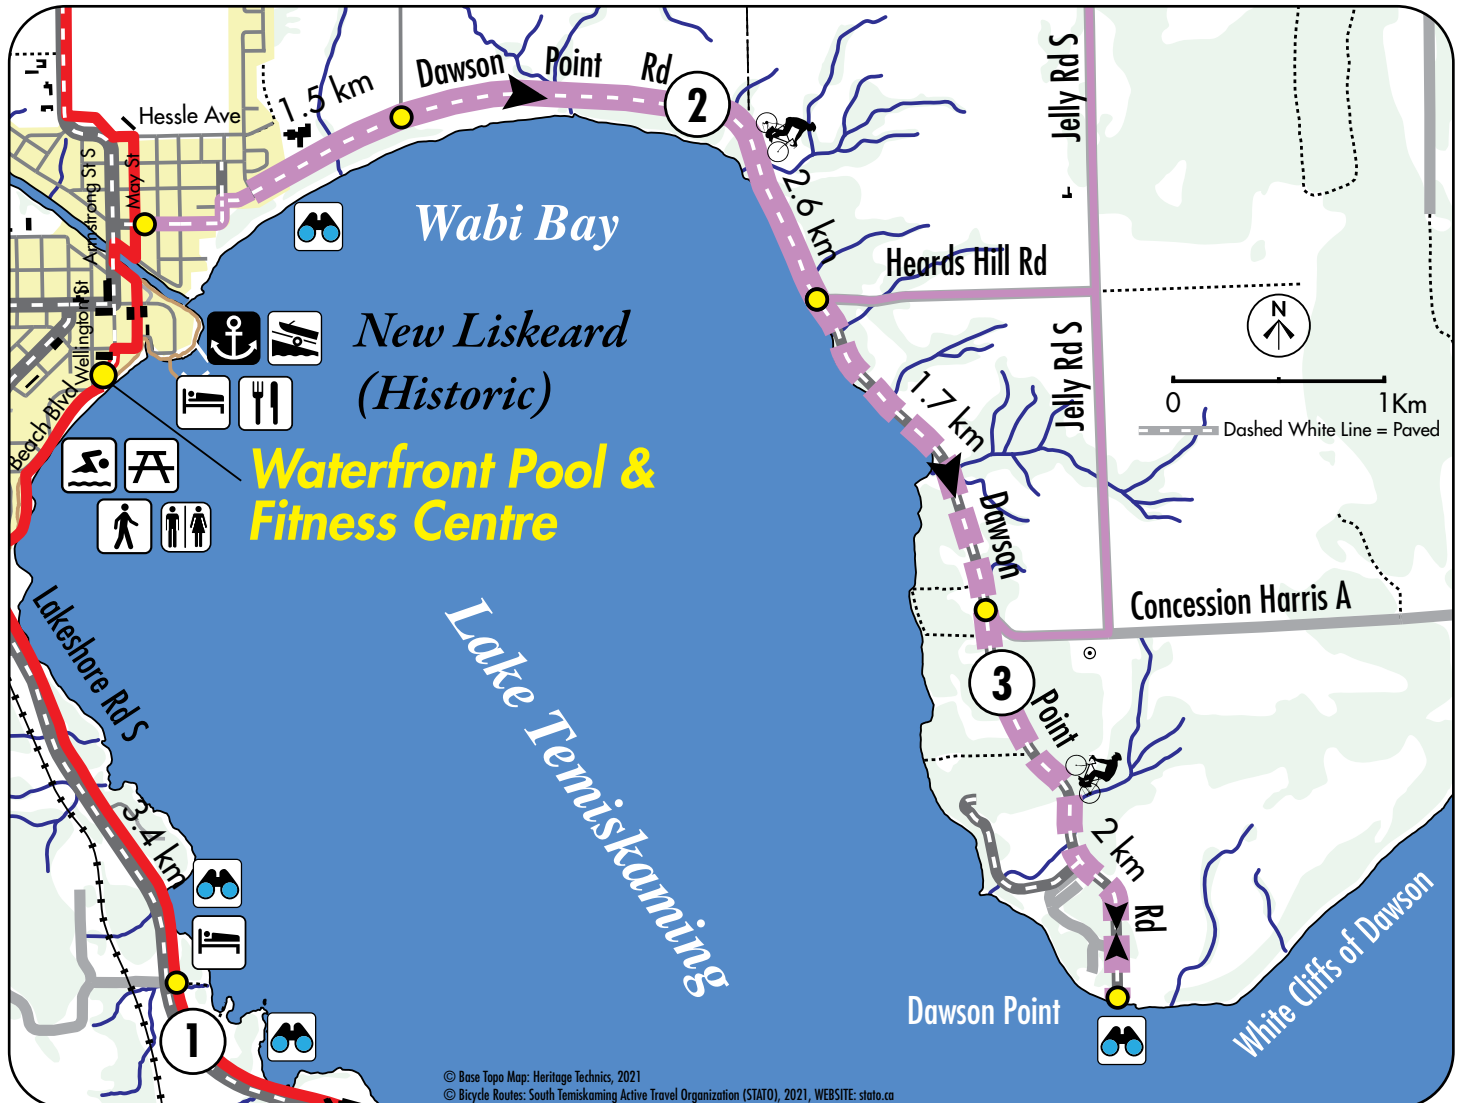 Dawson Point Rd
2
1.5 km
Hessle Ave
May St
Armstrong St S
Wellington St
Beach Blvd
Wabi Bay
New Liskeard
(Historic)
Waterfront Pool &
Fitness Centre
Lake Temiskaming
Lakeshore Rd S
3.4 km
1
2.6 km
Heards Hill Rd
Jelly Rd S
Jelly Rd S
N
0 1Km
Dashed White Line = Paved
1.7 km
Dawson
Concession Harris A
3
Point
2 km
Rd
Dawson Point
White Cliffs of Dawson
© Base Topo Map: Heritage Technics, 2021
© Bicycle Routes: South Temiskaming Active Travel Organization (STATO), 2021, WEBSITE: stato.ca